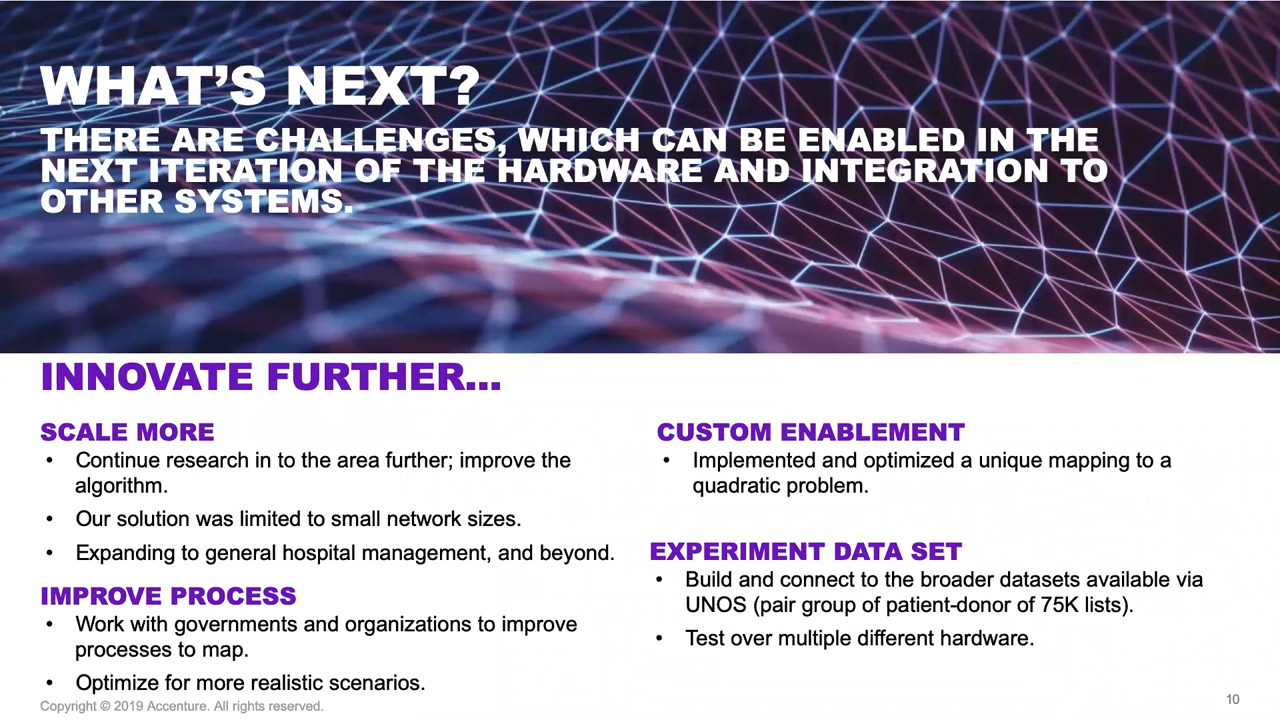 WHAT'S NEXT?
THERE ARE CHALLENGES, WHICH CAN BE ENABLED IN THE
NEXT ITERATION OF THE HARDWARE AND INTEGRATION TO
OTHER SYSTEMS.
INNOVATE FURTHER...
SCALE MORE
• Continue research in to the area further; improve the
algorithm.
• Our solution was limited to small network sizes.
• Expanding to general hospital management, and beyond.
IMPROVE PROCESS
• Work with governments and organizations to improve
processes to map.
• Optimize for more realistic scenarios.
CUSTOM ENABLEMENT
• Implemented and optimized a unique mapping to a
quadratic problem.
EXPERIMENT DATA SET
• Build and connect to the broader datasets available via
UNOS (pair group of patient-donor of 75K lists).
• Test over multiple different hardware.
Copyright © 2019 Accenture. All rights reserved.
10